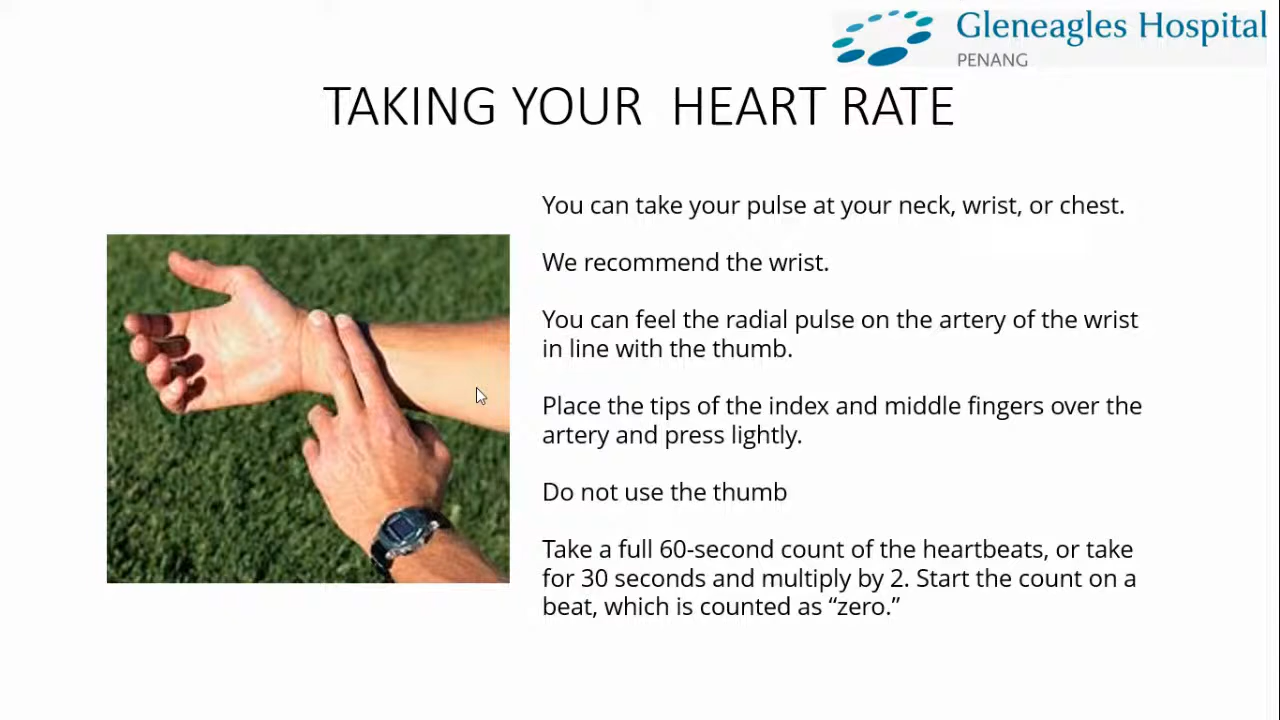 Gleneagles Hospital
PENANG
TAKING YOUR HEART RATE
You can take your pulse at your neck, wrist, or chest.
We recommend the wrist.
You can feel the radial pulse on the artery of the wrist
in line with the thumb.
Place the tips of the index and middle fingers over the
artery and press lightly.
Do not use the thumb
Take a full 60-second count of the heartbeats, or take
for 30 seconds and multiply by 2. Start the count on a
beat, which is counted as “zero.”